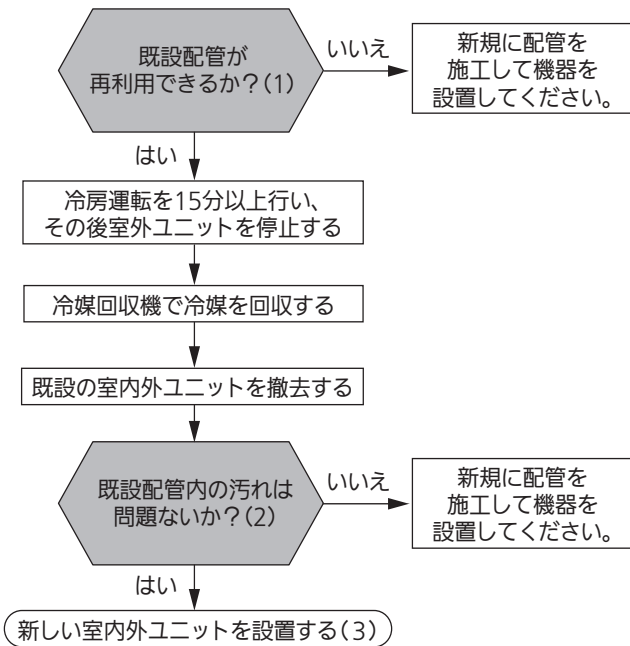 既設配管が
再利用できるか？(1)
いいえ
新規に配管を
施工して機器を
設置してください。
はい
冷房運転を15分以上行い、
その後室外ユニットを停止する
冷媒回収機で冷媒を回収する
既設の室内外ユニットを撤去する
既設配管内の汚れは
問題ないか？(2)
いいえ
新規に配管を
施工して機器を
設置してください。
はい
新しい室内外ユニットを設置する(3)